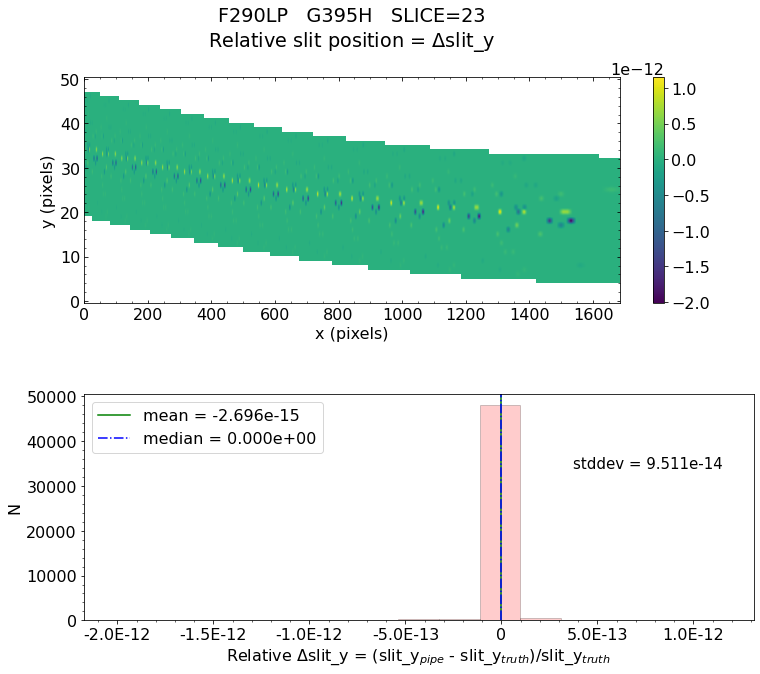 F290LP   G395H   SLICE=23
Relative slit position = Δslit_y
1e−12
50
40
30
20
10
0
y (pixels)
0 200 400 600 800 1000 1200 1400 1600
x (pixels)
1.0
0.5
0.0
−0.5
−1.0
−1.5
−2.0
mean = -2.696e-15
median = 0.000e+00
stddev = 9.511e-14
50000
40000
30000
20000
10000
0
N
-2.0E-12 -1.5E-12 -1.0E-12 -5.0E-13 0 5.0E-13 1.0E-12
Relative Δslit_y = (slit_y_pipe - slit_y_truth)/slit_y_truth